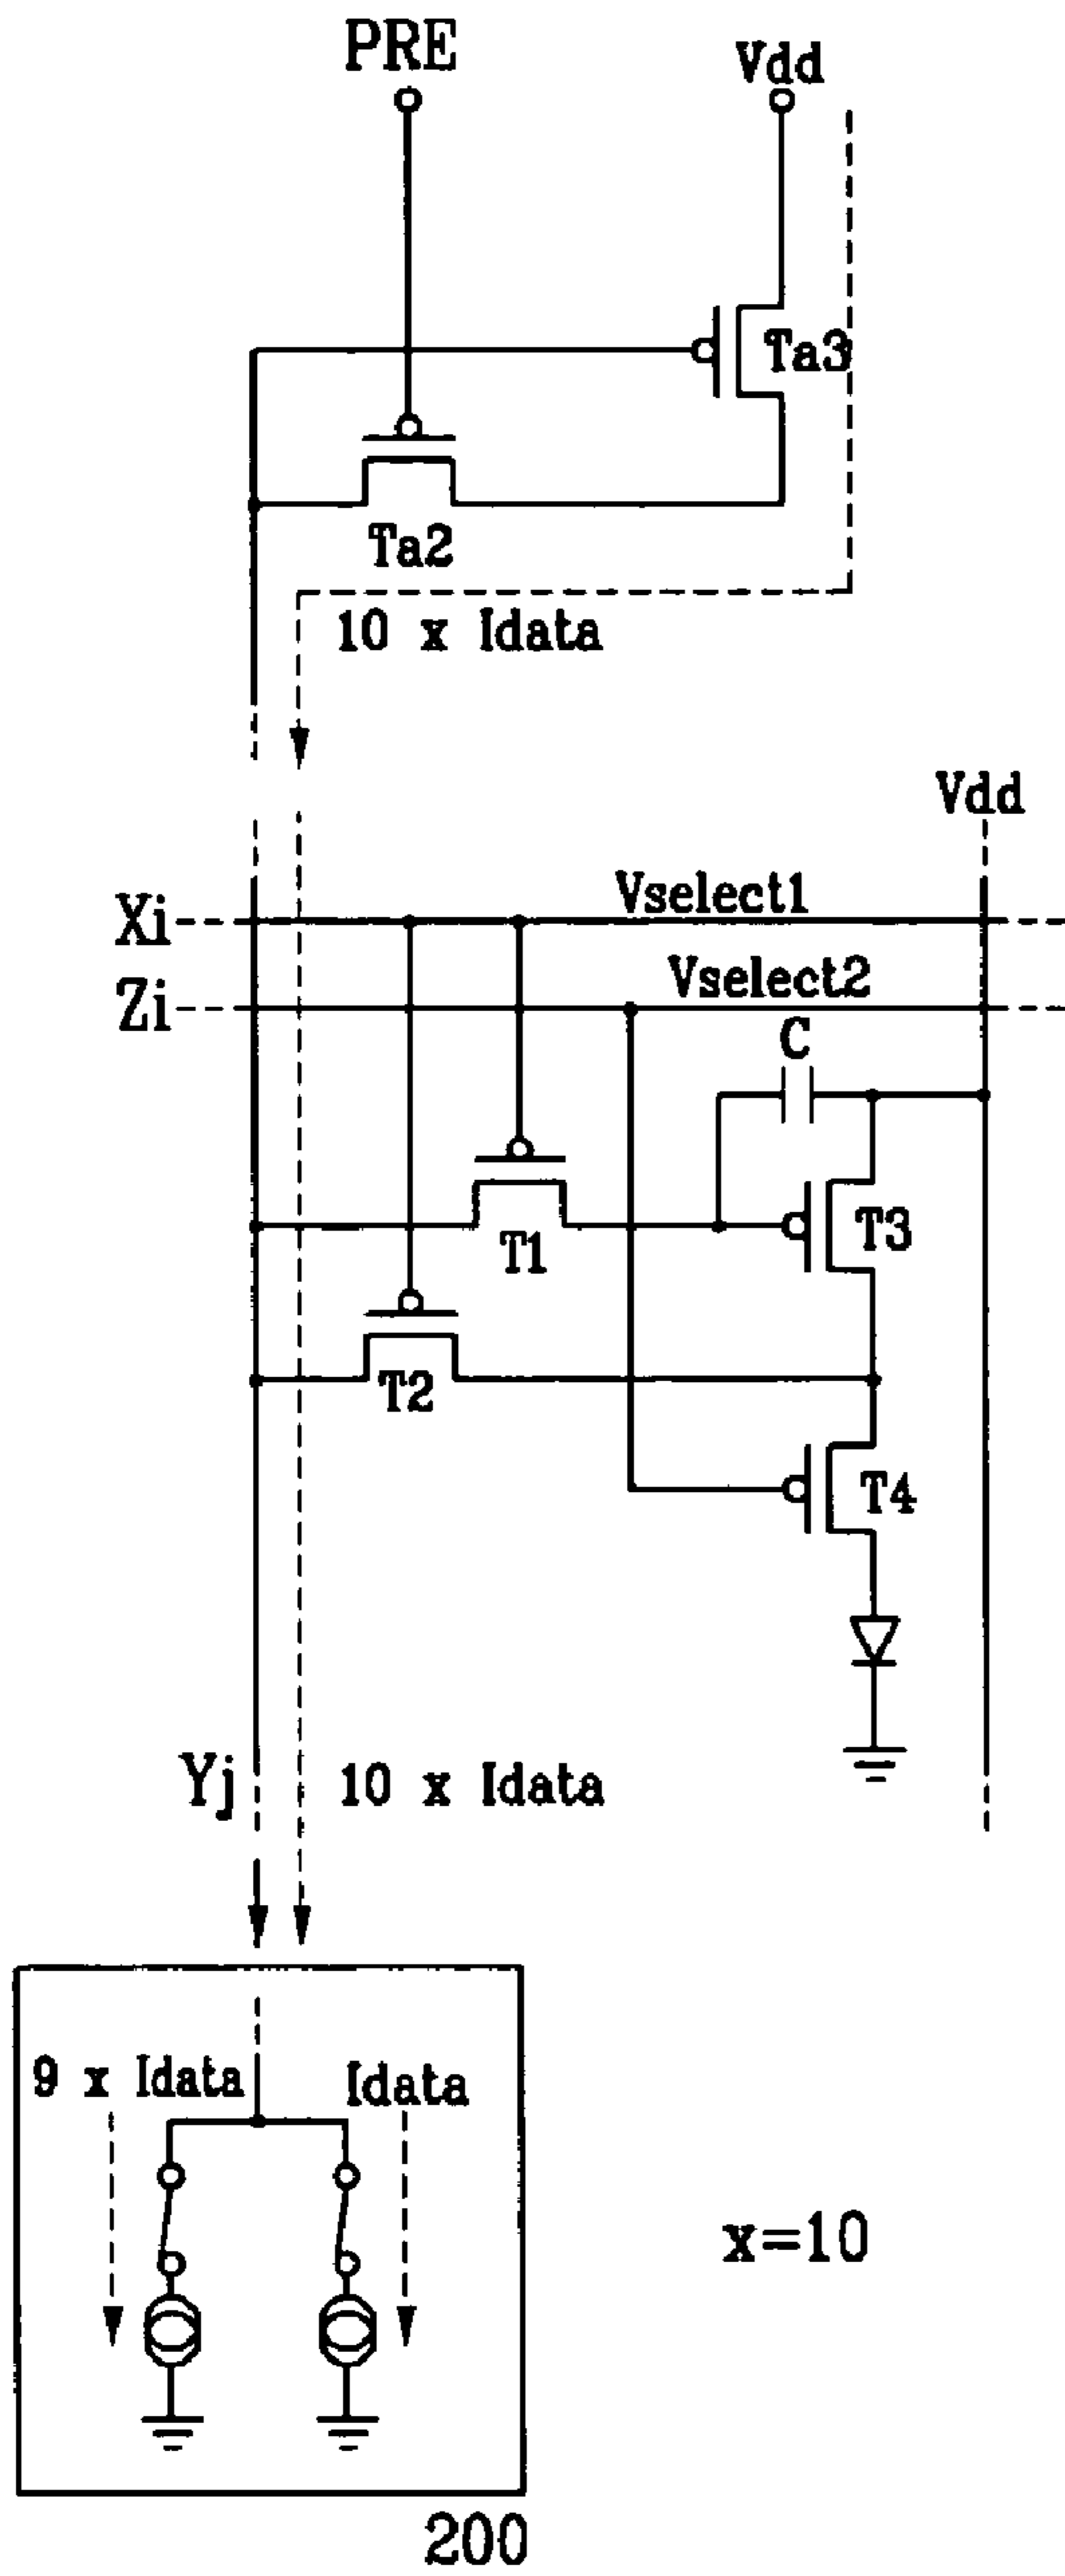 PRE
Vdd
Ta3
Ta2
10 x Idata
Vdd
Xi
Vselect1
Zi
Vselect2
C
T1
T3
T2
T4
Yj
10 x Idata
9 x Idata
Idata
x=10
200